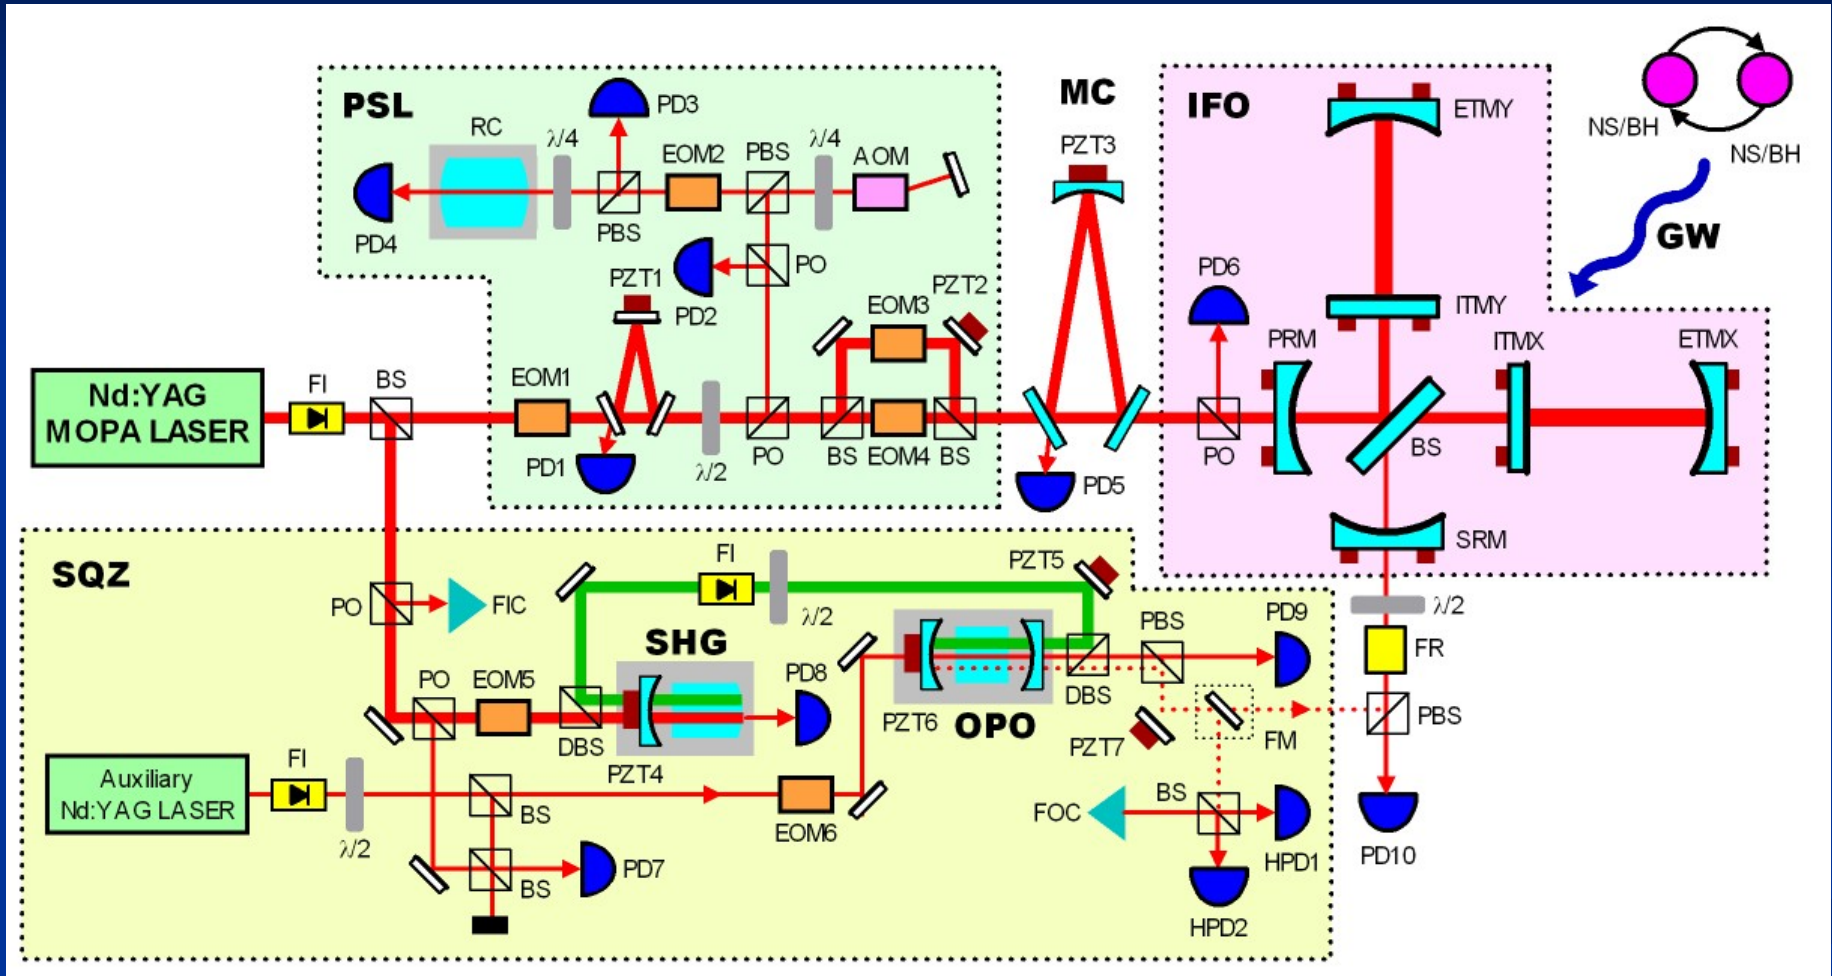 PSL
RC
λ/4
PD3
EOM2
PBS
λ/4
AOM
PD4
PBS
PO
PD2
PZT1
PZT2
EOM3
EOM1
PD1
λ/2
PO
BS
EOM4
BS
MC
PZT3
PD5
IFO
ETMY
NS/BH
NS/BH
GW
PD6
ITMY
PRM
ITMX
ETMX
PO
BS
SRM
Nd:YAG
MOPA LASER
FI
BS
SQZ
PO
FIC
FI
λ/2
PZT5
SHG
PO
EOM5
DBS
PZT4
PD8
PZT6
OPO
DBS
PBS
PD9
λ/2
FR
PBS
PZT7
FM
Auxiliary
Nd:YAG LASER
FI
λ/2
BS
EOM6
BS
PD7
FOC
BS
HPD1
HPD2
PD10